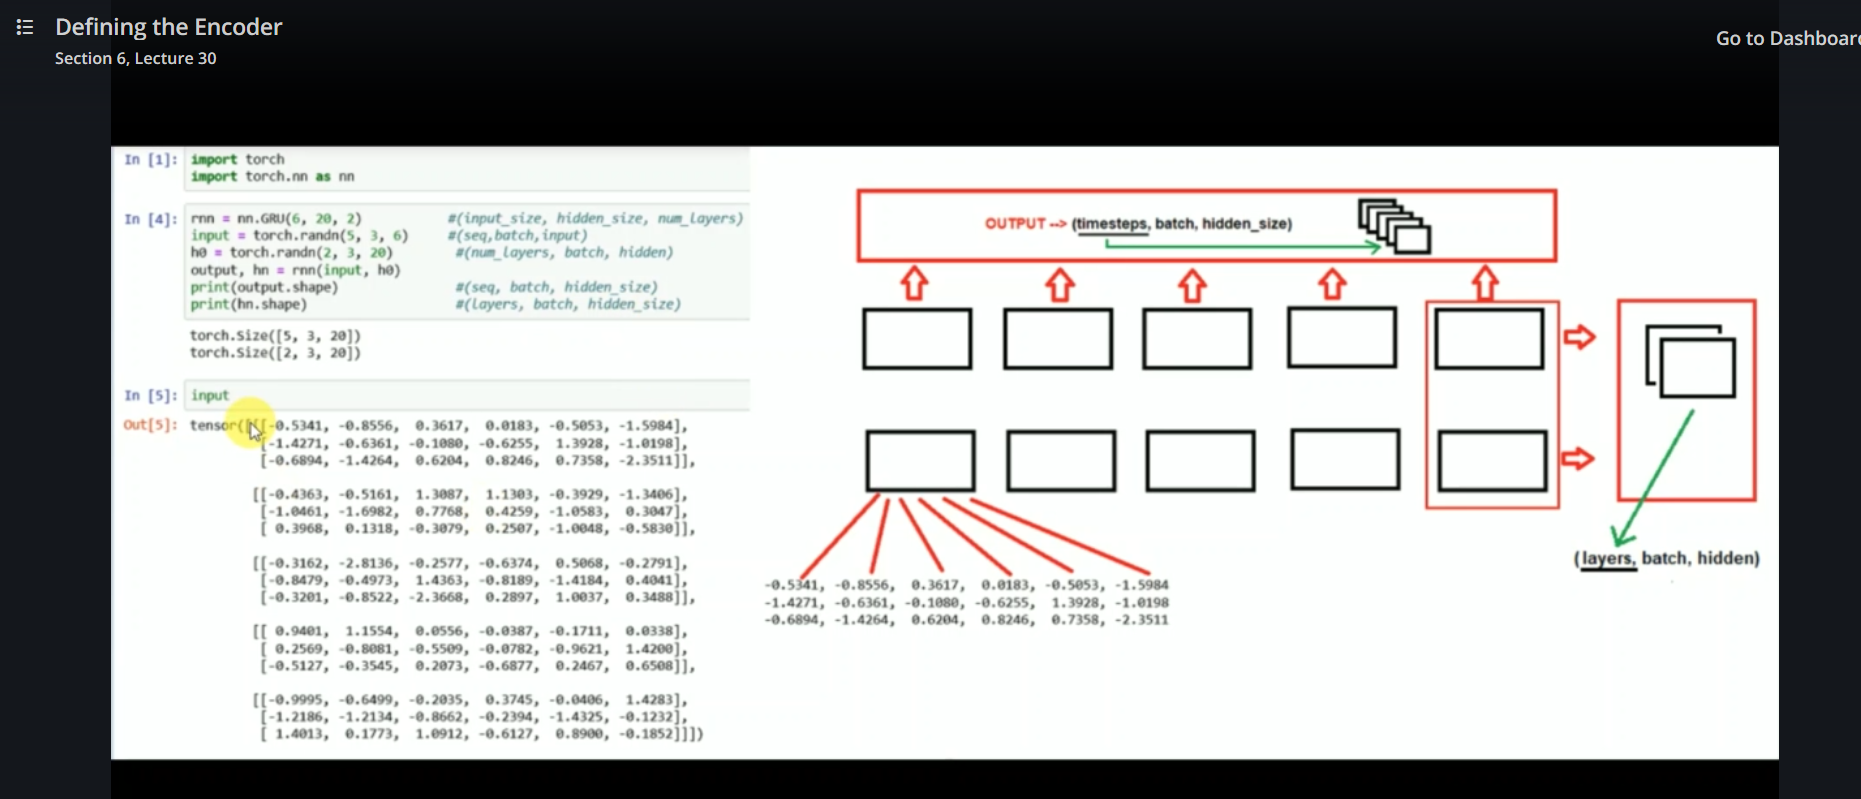 Defining the Encoder
Section 6, Lecture 30
Go to Dashboar
In [1]: import torch
import torch.nn as nn
In [4]: rnn = nn.GRU(6, 20, 2) #(input_size, hidden_size, num_layers)
input = torch.randn(5, 3, 6) #(seq,batch,input)
h0 = torch.randn(2, 3, 20) #(num_layers, batch, hidden)
output, hn = rnn(input, h0)
print(output.shape) #(seq, batch, hidden_size)
print(hn.shape) #(layers, batch, hidden_size)
torch.Size([5, 3, 20])
torch.Size([2, 3, 20])
In [5]: input
Out[5]: tensor([[[-0.5341, -0.8556, 0.3617, 0.0183, -0.5053, -1.5984],
[-1.4271, -0.6361, -0.1080, -0.6255, 1.3928, -1.0198],
[-0.6894, -1.4264, 0.6204, 0.8246, 0.7358, -2.3511]],
[[-0.4363, -0.5161, 1.3087, 1.1303, -0.3929, -1.3406],
[-1.0461, -1.6982, 0.7768, 0.4259, -1.0583, 0.3047],
[ 0.3968, 0.1318, -0.3079, 0.2507, -1.0048, -0.5830]],
[[-0.3162, -2.8136, -0.2577, -0.6374, 0.5068, -0.2791],
[-0.8479, -0.4973, 1.4363, -0.8189, -1.4184, 0.4041],
[-0.3201, -0.8522, -2.3668, 0.2897, 1.0037, 0.3488]],
[[ 0.9401, 1.1554, 0.0556, -0.0387, -0.1711, 0.0338],
[ 0.2569, -0.8081, -0.5509, -0.0782, -0.9621, 1.4200],
[-0.5127, -0.3545, 0.2073, -0.6877, 0.2467, 0.6508]],
[[-0.9995, -0.6499, -0.2035, 0.3745, -0.0406, 1.4283],
[-1.2186, -1.2134, -0.8662, -0.2394, -1.4325, -0.1232],
[ 1.4013, 0.1773, 1.0912, -0.6127, 0.8900, -0.1852]]])
OUTPUT --> (timesteps, batch, hidden_size)
(layers, batch, hidden)
-0.5341, -0.8556, 0.3617, 0.0183, -0.5053, -1.5984
-1.4271, -0.6361, -0.1080, -0.6255, 1.3928, -1.0198
-0.6894, -1.4264, 0.6204, 0.8246, 0.7358, -2.3511